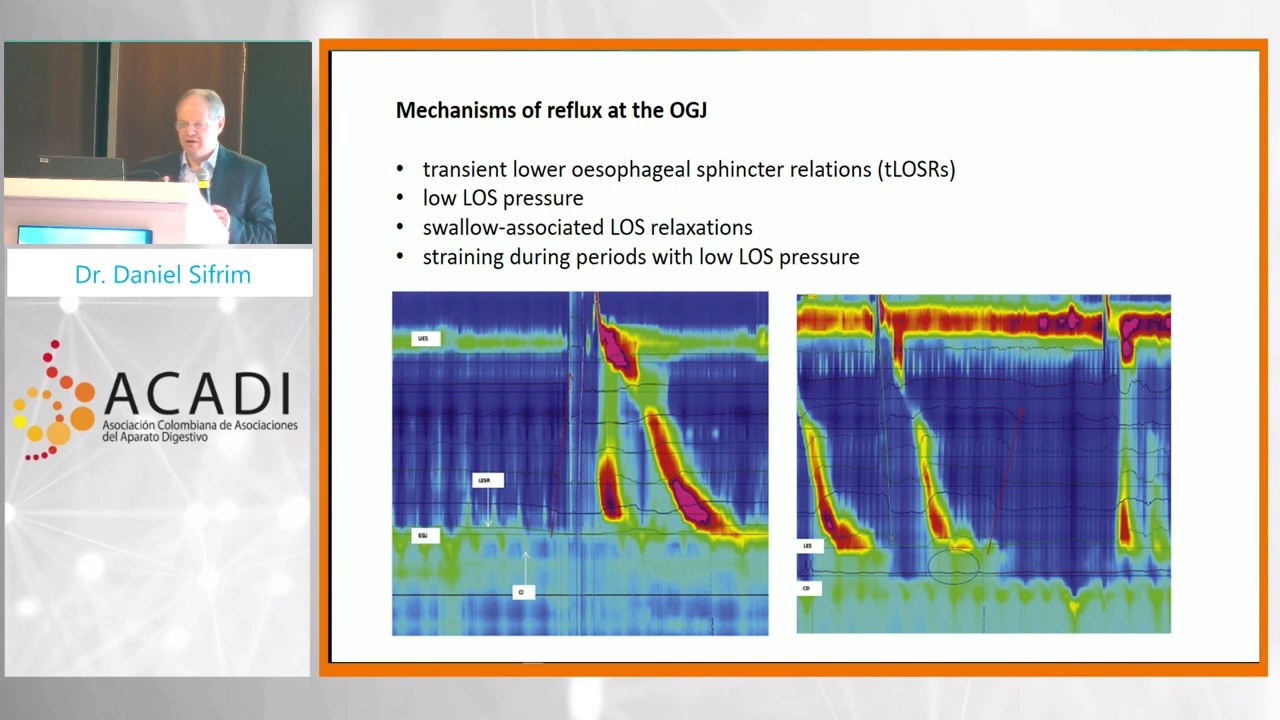 Mechanisms of reflux at the OGJ
• transient lower oesophageal sphincter relations (tLOSRs)
• low LOS pressure
• swallow-associated LOS relaxations
• straining during periods with low LOS pressure
UES
LESR
EGJ
CI
LES
CD
Dr. Daniel Sifrim
ACADI
Asociación Colombiana de Asociaciones
del Aparato Digestivo